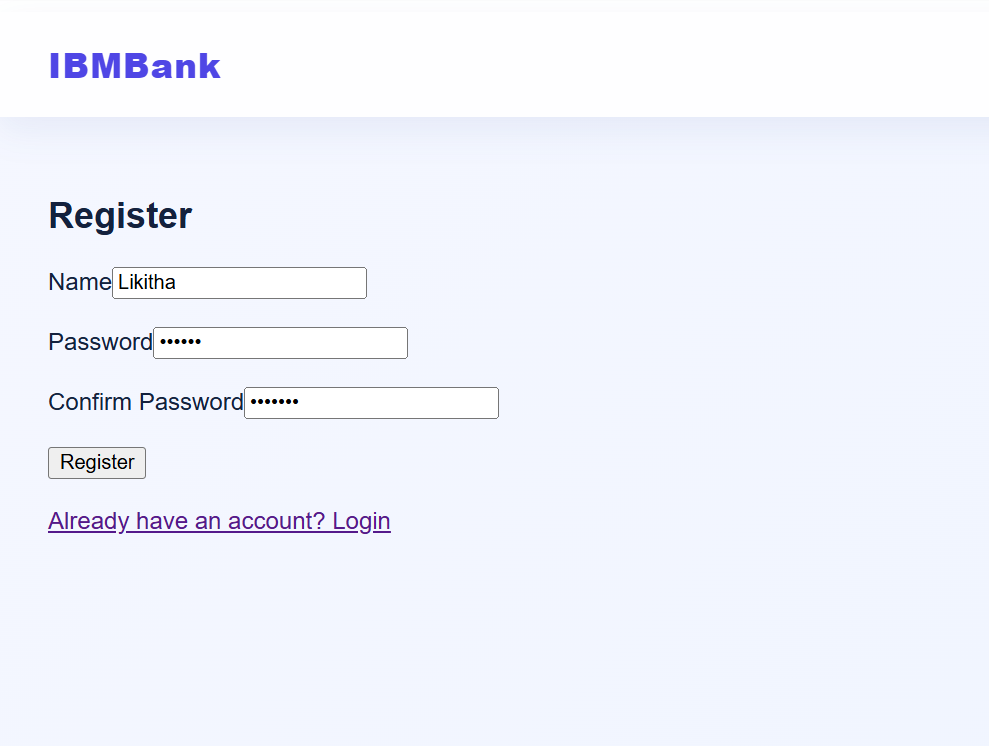 IBMBank
Register
Name Likitha
Password ••••••
Confirm Password •••••••
Register
Already have an account? Login